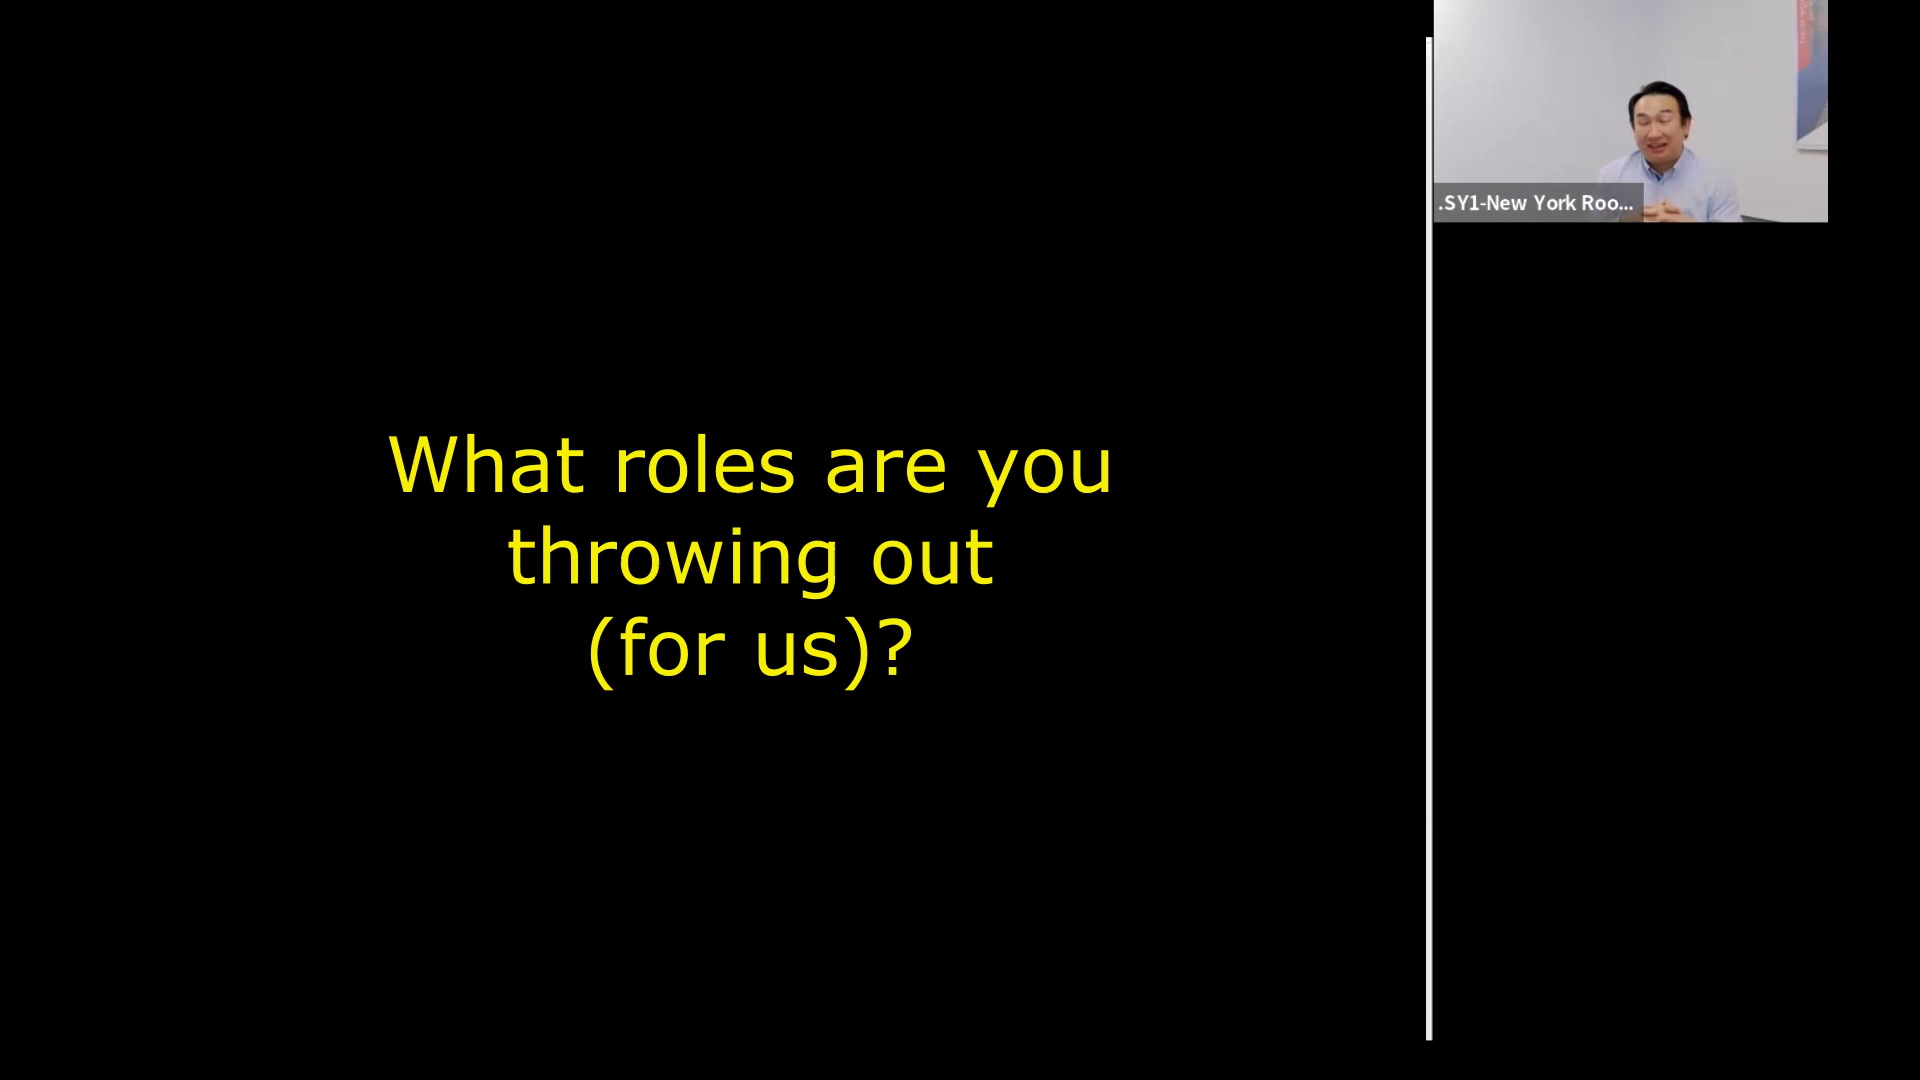 What roles are you
throwing out
(for us)?
.SY1-New York Roo...